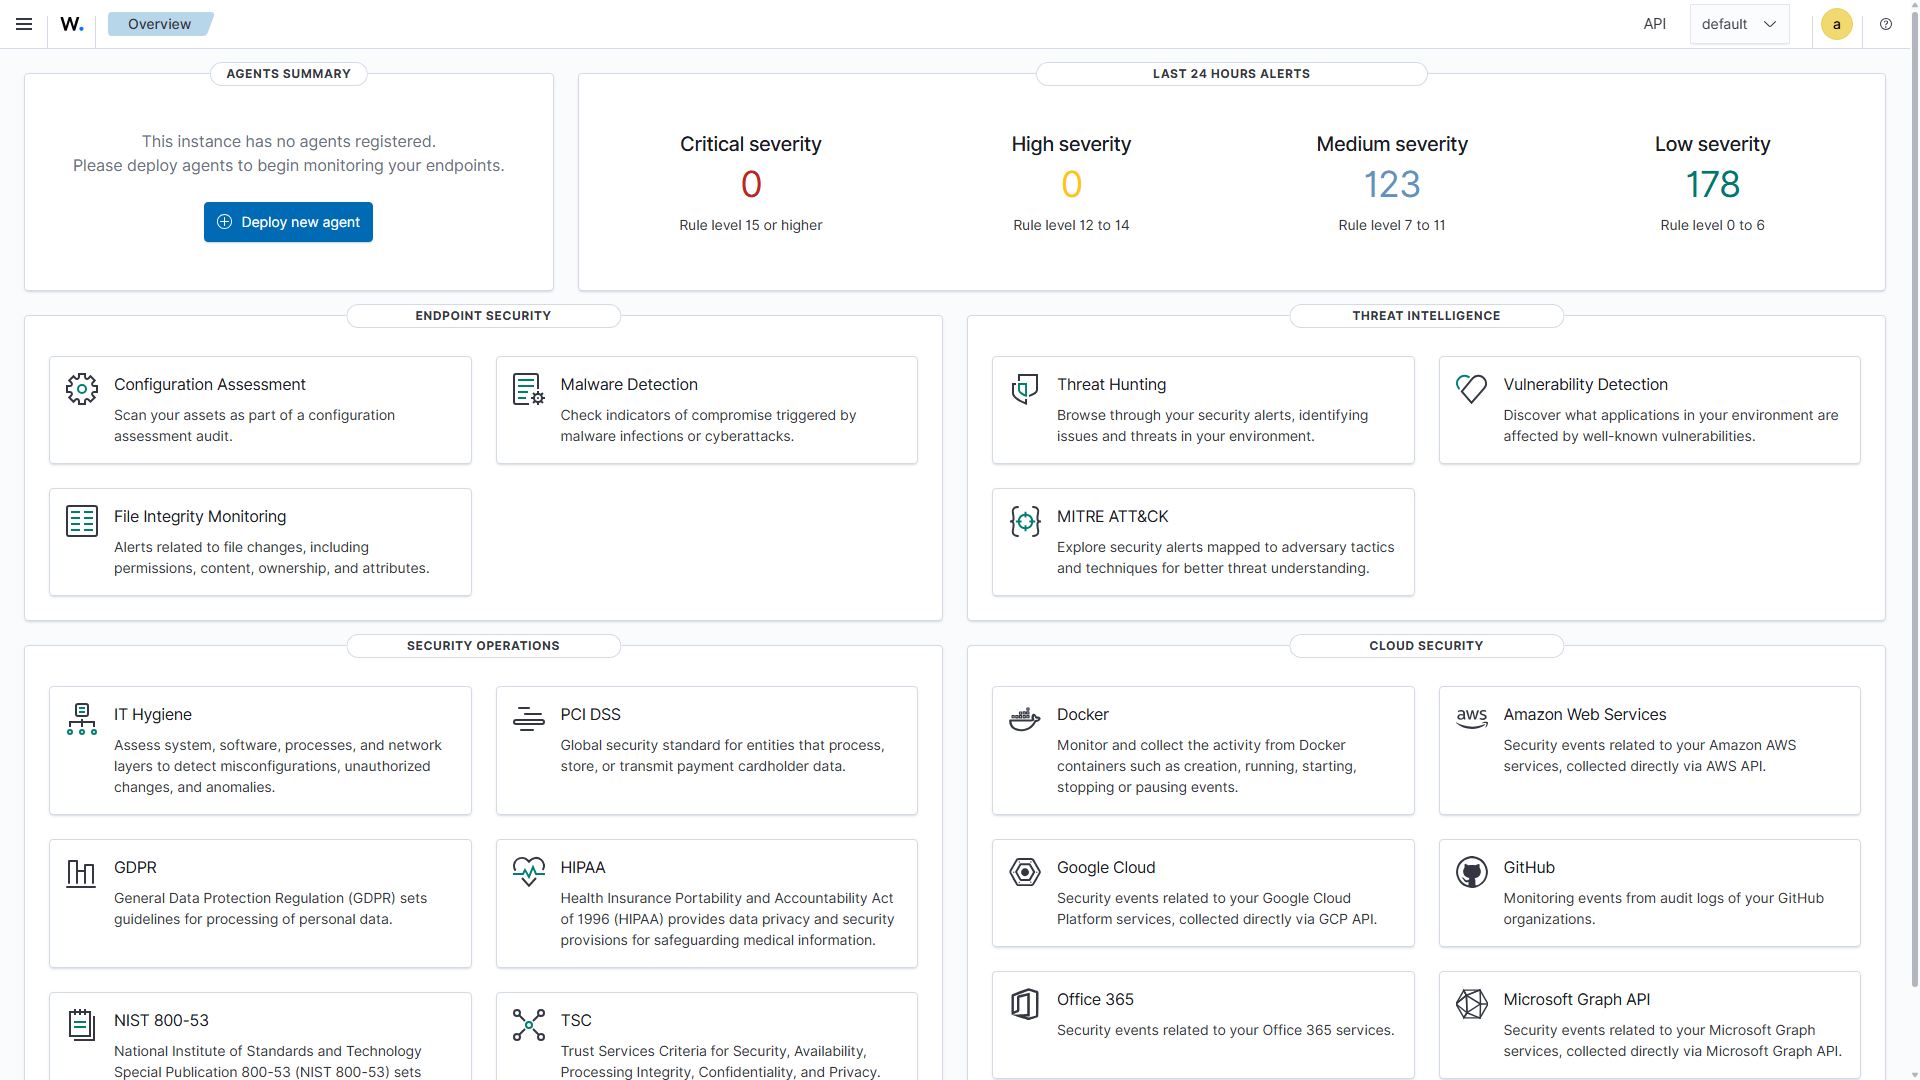 W.
Overview
API
default
a
AGENTS SUMMARY
This instance has no agents registered.
Please deploy agents to begin monitoring your endpoints.
Deploy new agent
LAST 24 HOURS ALERTS
Critical severity
0
Rule level 15 or higher
High severity
0
Rule level 12 to 14
Medium severity
123
Rule level 7 to 11
Low severity
178
Rule level 0 to 6
ENDPOINT SECURITY
Configuration Assessment
Scan your assets as part of a configuration
assessment audit.
Malware Detection
Check indicators of compromise triggered by
malware infections or cyberattacks.
File Integrity Monitoring
Alerts related to file changes, including
permissions, content, ownership, and attributes.
THREAT INTELLIGENCE
Threat Hunting
Browse through your security alerts, identifying
issues and threats in your environment.
Vulnerability Detection
Discover what applications in your environment are
affected by well-known vulnerabilities.
MITRE ATT&CK
Explore security alerts mapped to adversary tactics
and techniques for better threat understanding.
SECURITY OPERATIONS
IT Hygiene
Assess system, software, processes, and network
layers to detect misconfigurations, unauthorized
changes, and anomalies.
PCI DSS
Global security standard for entities that process,
store, or transmit payment cardholder data.
GDPR
General Data Protection Regulation (GDPR) sets
guidelines for processing of personal data.
HIPAA
Health Insurance Portability and Accountability Act
of 1996 (HIPAA) provides data privacy and security
provisions for safeguarding medical information.
NIST 800-53
National Institute of Standards and Technology
Special Publication 800-53 (NIST 800-53) sets
TSC
Trust Services Criteria for Security, Availability,
Processing Integrity, Confidentiality, and Privacy.
CLOUD SECURITY
Docker
Monitor and collect the activity from Docker
containers such as creation, running, starting,
stopping or pausing events.
aws
Amazon Web Services
Security events related to your Amazon AWS
services, collected directly via AWS API.
Google Cloud
Security events related to your Google Cloud
Platform services, collected directly via GCP API.
GitHub
Monitoring events from audit logs of your GitHub
organizations.
Office 365
Security events related to your Office 365 services.
Microsoft Graph API
Security events related to your Microsoft Graph
services, collected directly via Microsoft Graph API.